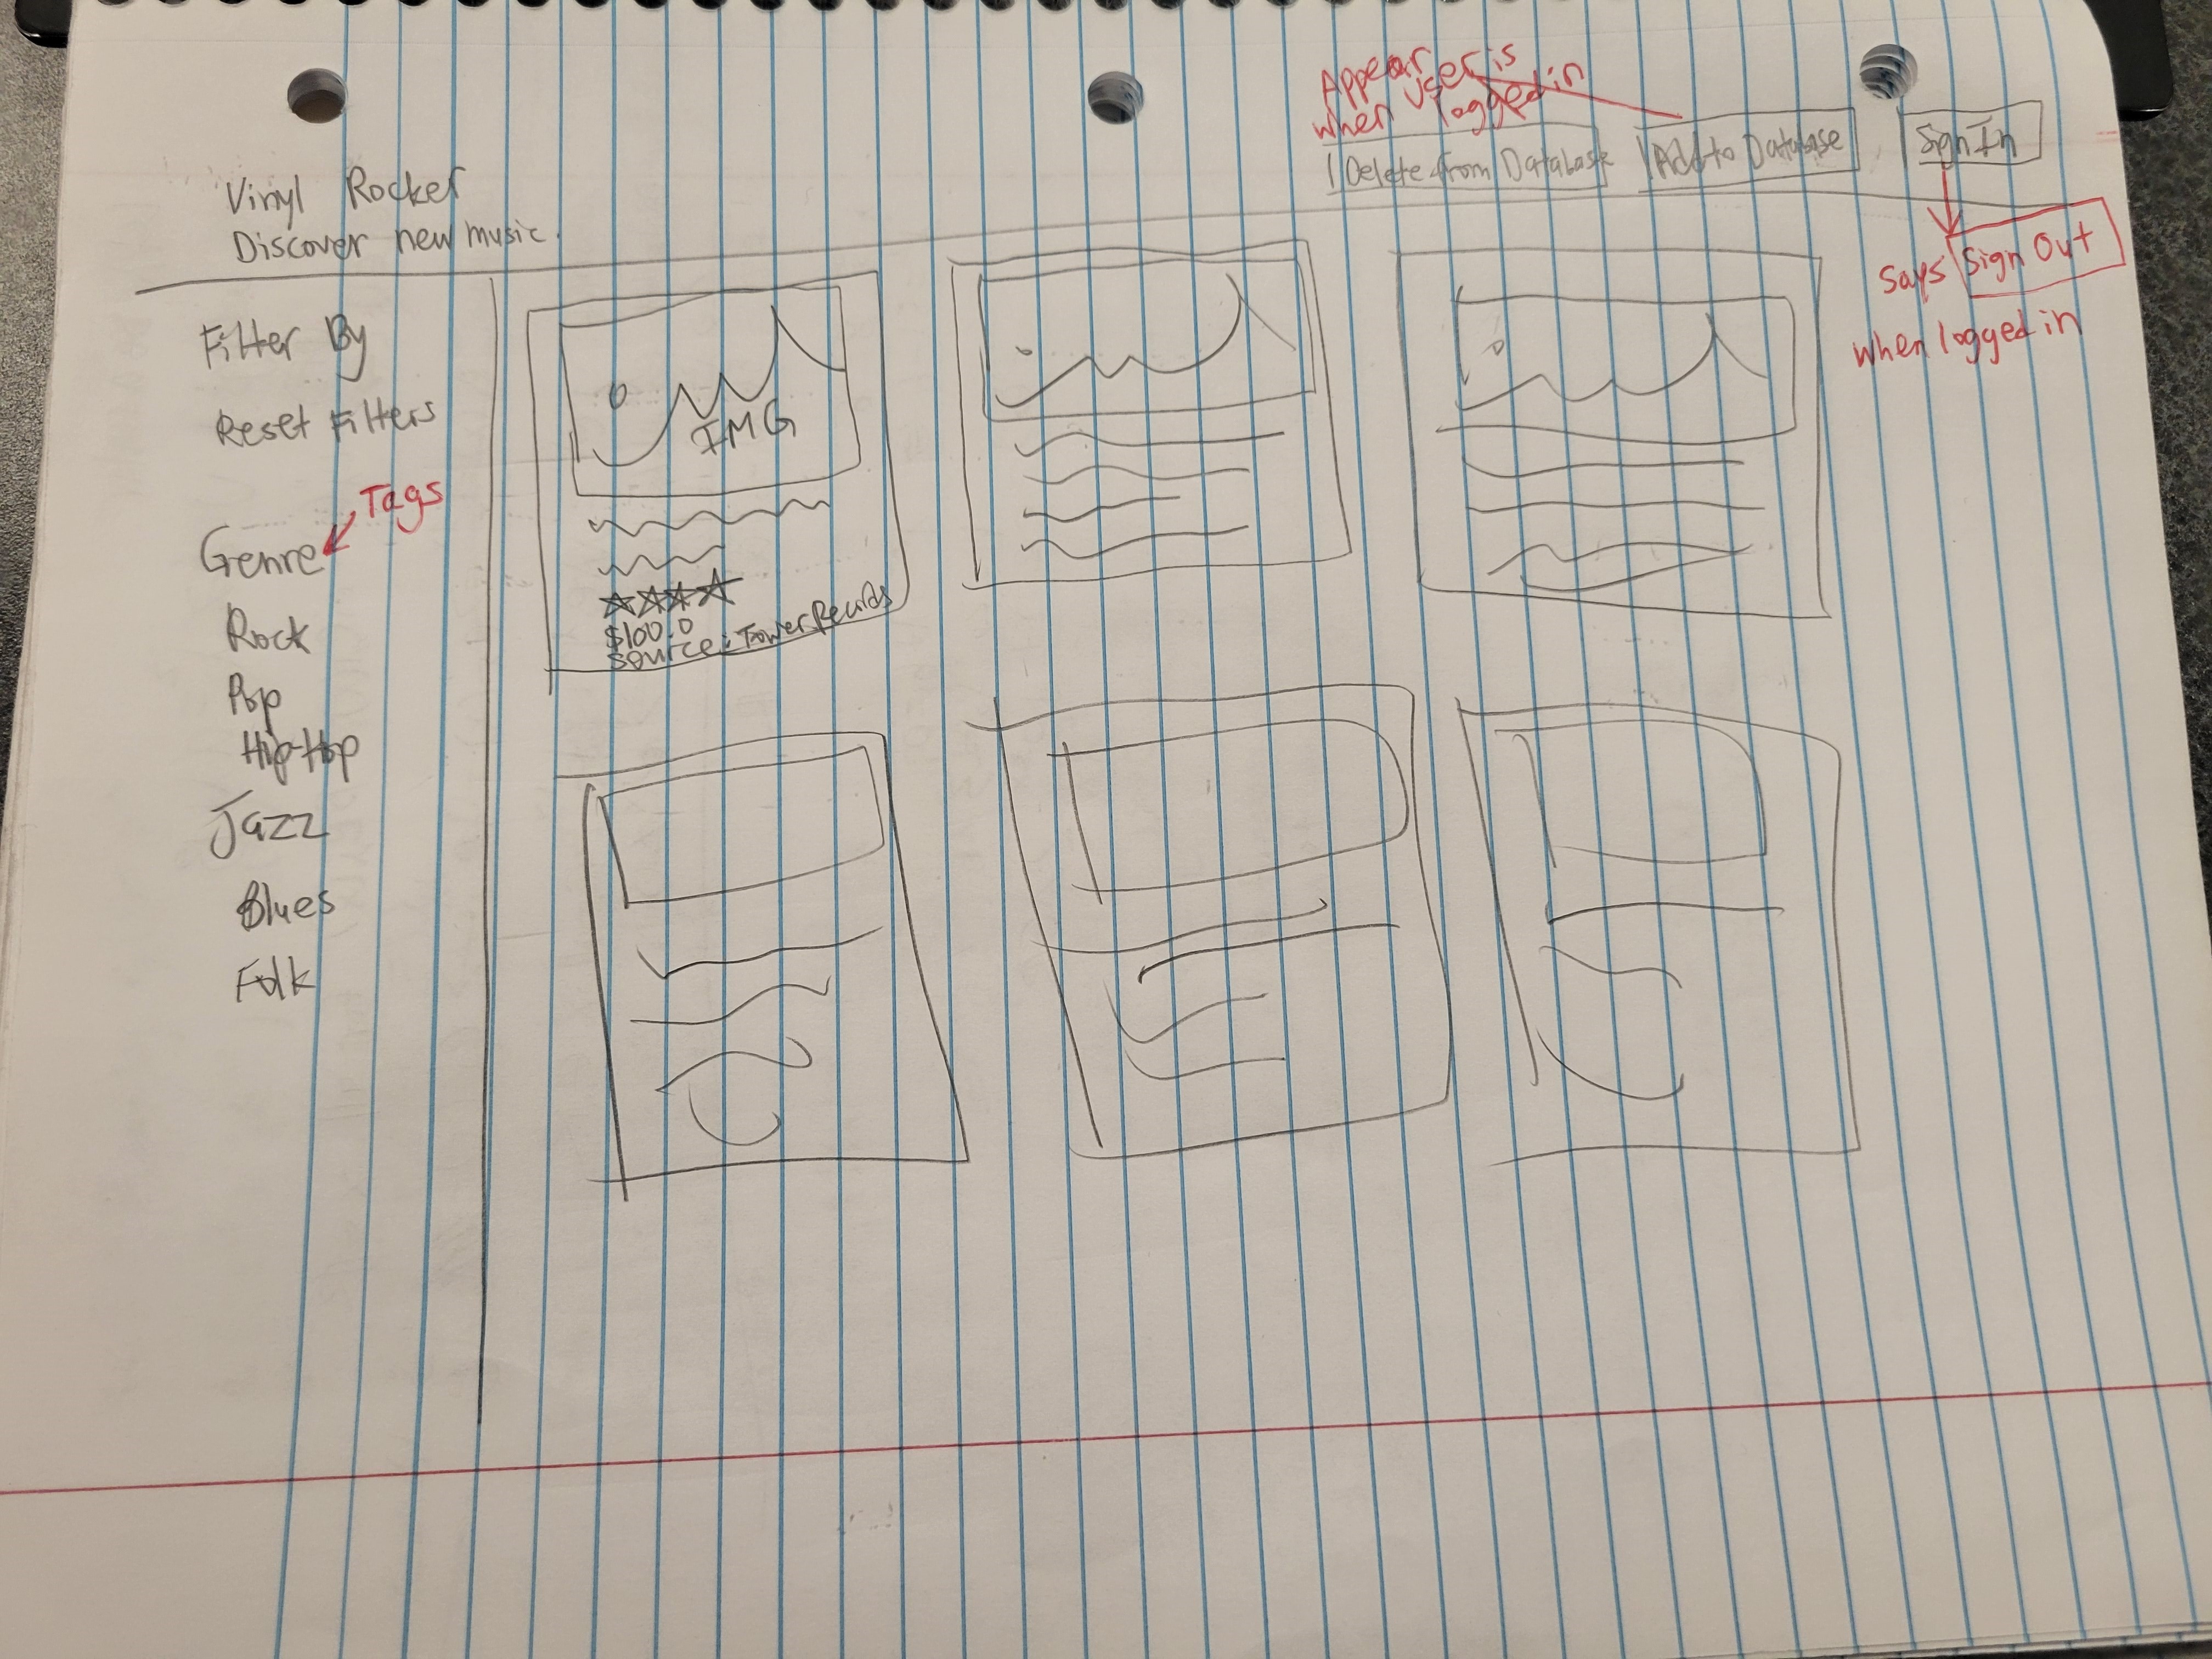 Appear
when user is
logged in
Delete from Database
Add to Database
Sign In
Vinyl Rocker
Discover new music.
Says Sign Out
when logged in
Filter By
Reset Filters
Tags
Genre
Rock
Pop
Hip-Hop
Jazz
Blues
Folk
IMG
$100.0
Source: Tower Records